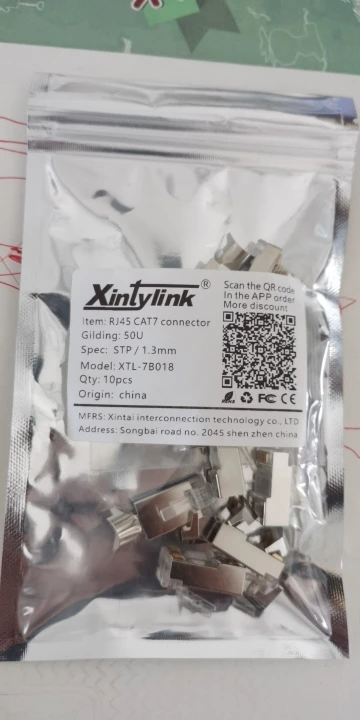 Xintylink®
Item: RJ45 CAT7 connector
Gilding: 50U
Spec: STP / 1.3mm
Model: XTL-7B018
Qty: 10pcs
Origin: china
Scan the QR code
In the APP order
More discount
FC CE
MFRS: Xintai interconnection technology co., LTD
Address: Songbai road no. 2045 shen zhen china